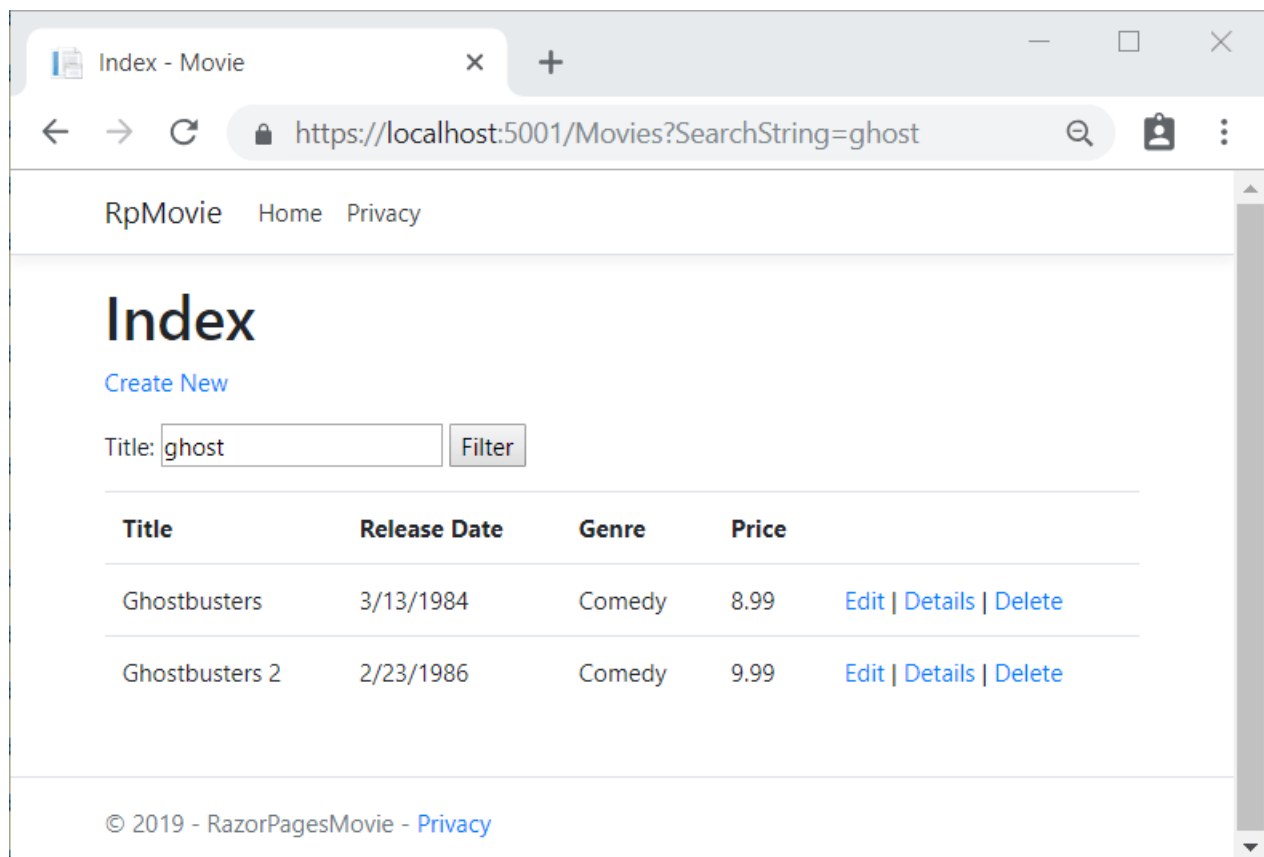 Index - Movie
https://localhost:5001/Movies?SearchString=ghost
RpMovie Home Privacy
Index
Create New
Title: ghost Filter
Title Release Date Genre Price
Ghostbusters 3/13/1984 Comedy 8.99 Edit | Details | Delete
Ghostbusters 2 2/23/1986 Comedy 9.99 Edit | Details | Delete
© 2019 - RazorPagesMovie - Privacy